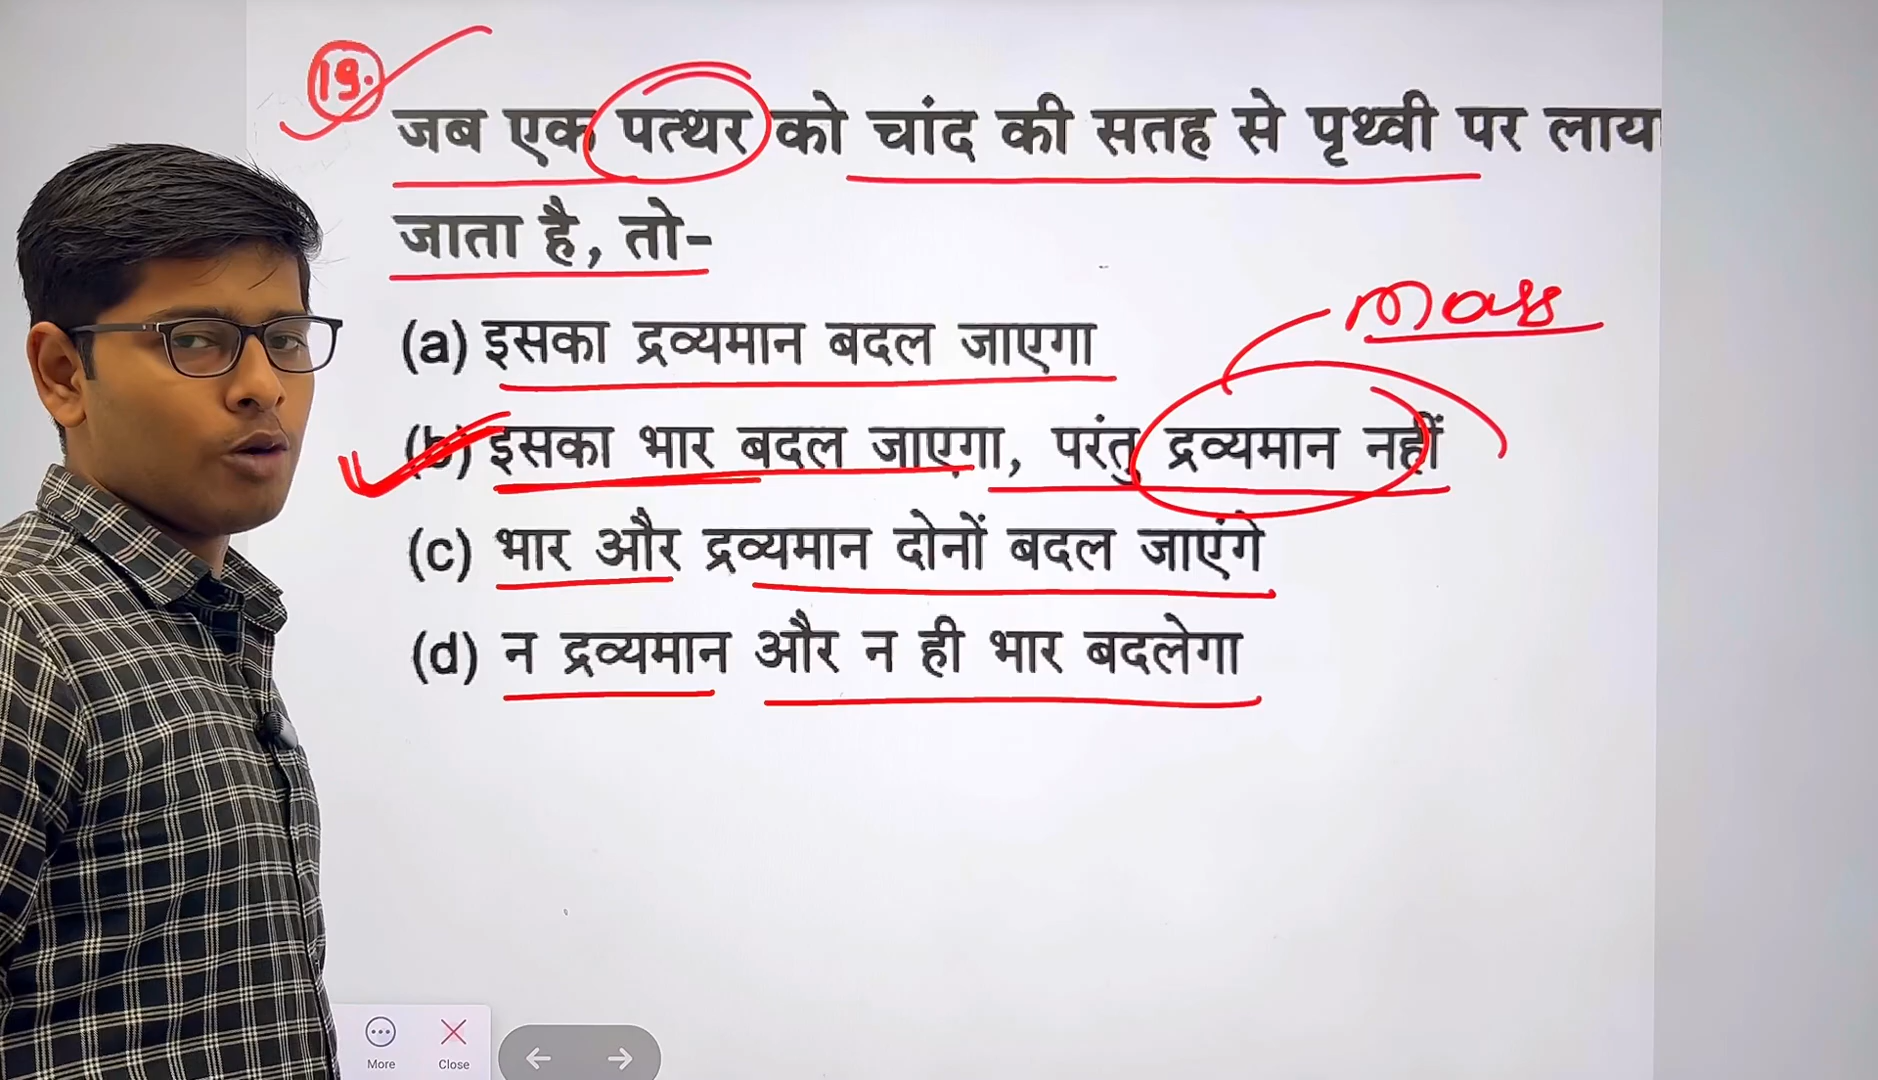 19.
जब एक पत्थर को चांद की सतह से पृथ्वी पर लाय
जाता है, तो-
mass
(a) इसका द्रव्यमान बदल जाएगा
(b) इसका भार बदल जाएगा, परंतु द्रव्यमान नहीं
(c) भार और द्रव्यमान दोनों बदल जाएंगे
(d) न द्रव्यमान और न ही भार बदलेगा
More Close